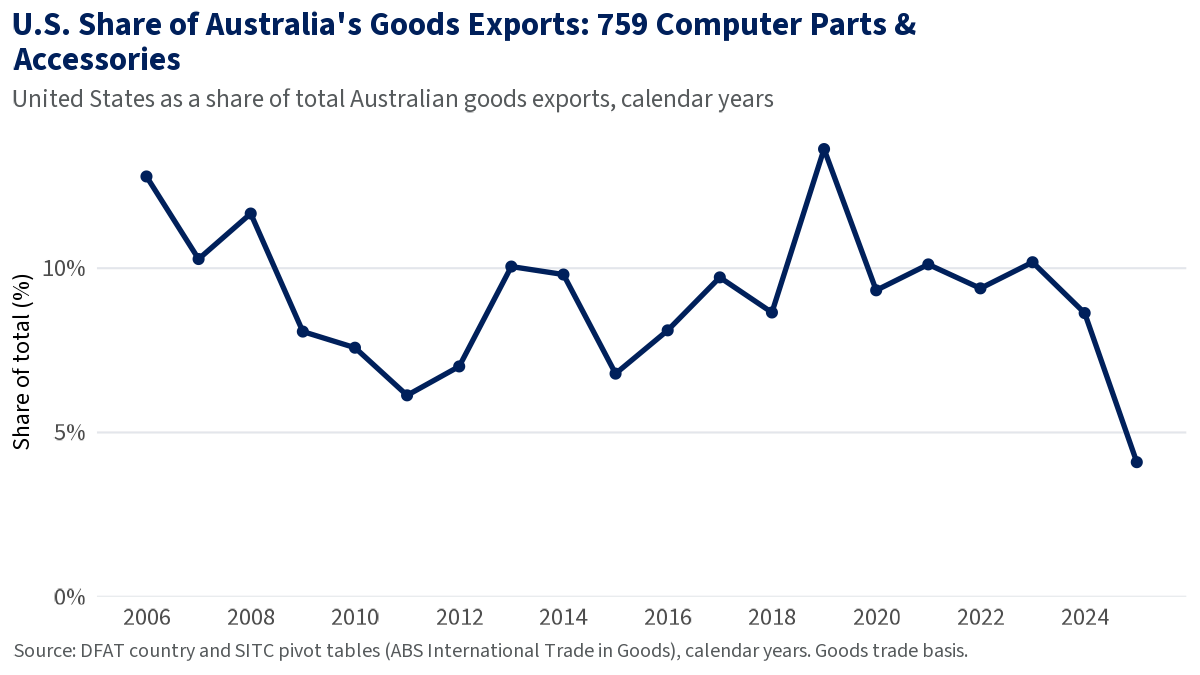 U.S. Share of Australia's Goods Exports: 759 Computer Parts &
Accessories
United States as a share of total Australian goods exports, calendar years
Share of total (%)
10%
5%
0%
2006 2008 2010 2012 2014 2016 2018 2020 2022 2024
Source: DFAT country and SITC pivot tables (ABS International Trade in Goods), calendar years. Goods trade basis.